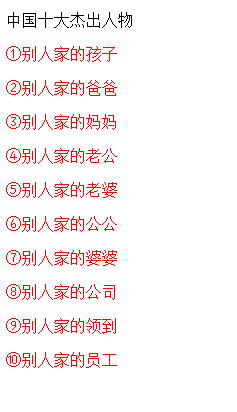 中国十大杰出人物
①别人家的孩子
②别人家的爸爸
③别人家的妈妈
④别人家的老公
⑤别人家的老婆
⑥别人家的公公
⑦别人家的婆婆
⑧别人家的公司
⑨别人家的领到
⑩别人家的员工